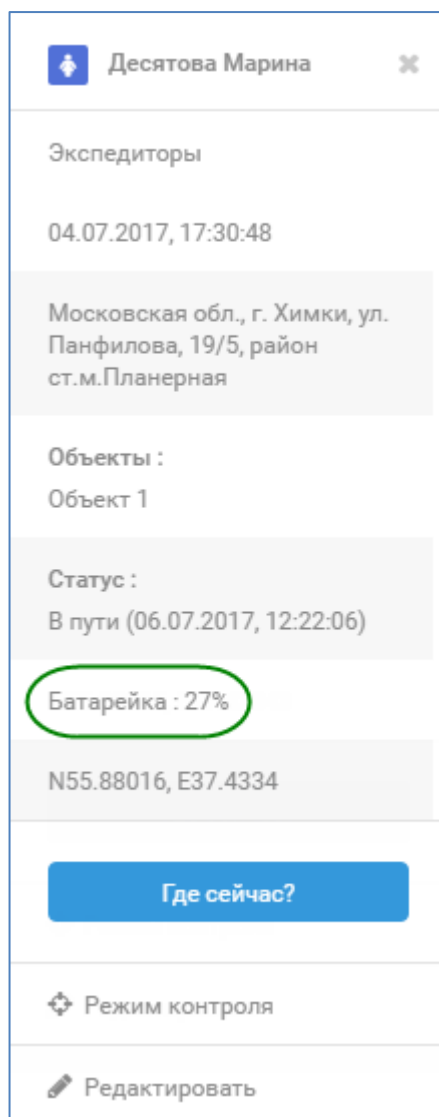 Десятова Марина
Экспедиторы
04.07.2017, 17:30:48
Московская обл., г. Химки, ул.
Панфилова, 19/5, район
ст.м.Планерная
Объекты :
Объект 1
Статус :
В пути (06.07.2017, 12:22:06)
Батарейка : 27%
N55.88016, E37.4334
Где сейчас?
Режим контроля
Редактировать